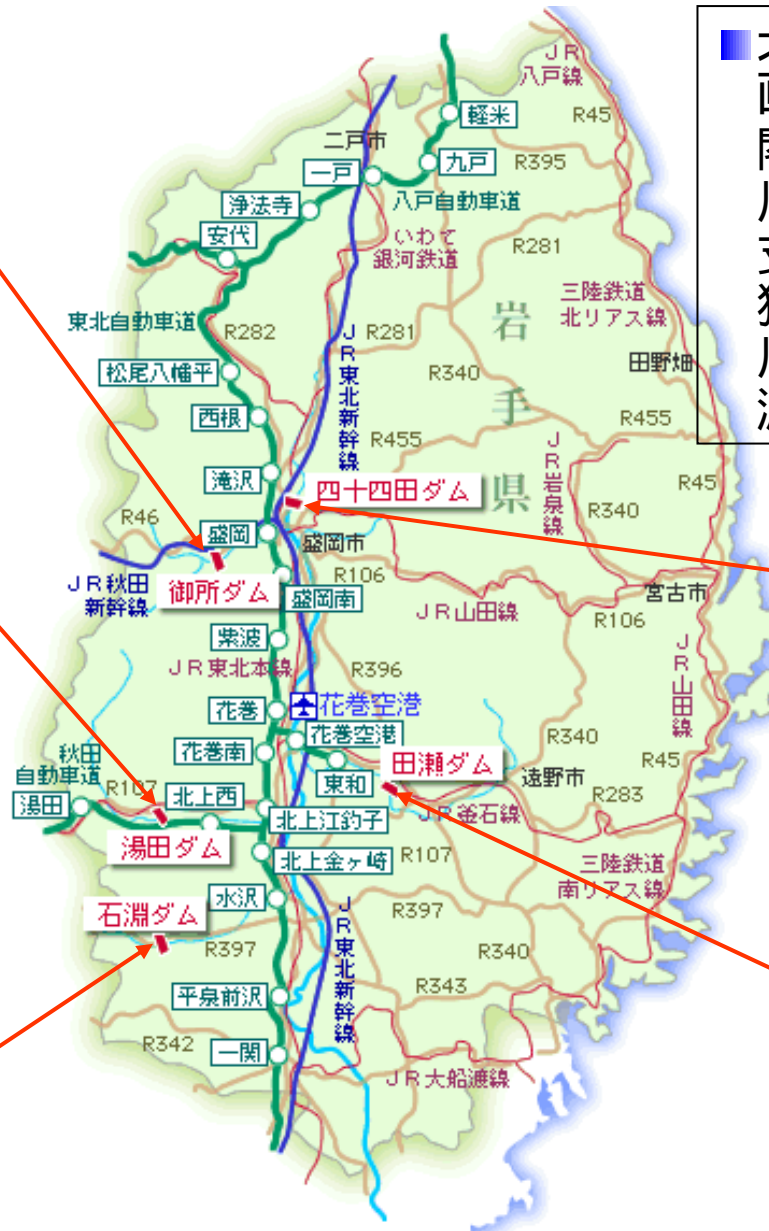 JR
八戸線
軽米
R45
二戸市
一戸
九戸
R395
八戸自動車道
浄法寺
安代
いわて
銀河鉄道
R281
三陸鉄道
北リアス線
東北自動車道
R282
R281
岩手県
田野畑
松尾八幡平
JR東北新幹線
R340
西根
R455
R455
JR岩泉線
滝沢
四十四田ダム
R45
R340
R46
盛岡
盛岡市
JR秋田
新幹線
御所ダム
R106
盛岡南
宮古市
JR山田線
R106
紫波
JR東北本線
R396
JR山田線
花巻
花巻空港
花巻空港
R340
秋田
自動車道
花巻南
田瀬ダム
R45
東和
遠野市
R107
湯田
北上西
R283
JR釜石線
北上江釣子
湯田ダム
北上金ヶ崎
R107
三陸鉄道
南リアス線
水沢
石淵ダム
R397
R397
JR東北新幹線
R340
R343
平泉前沢
R342
一関
JR大船渡線